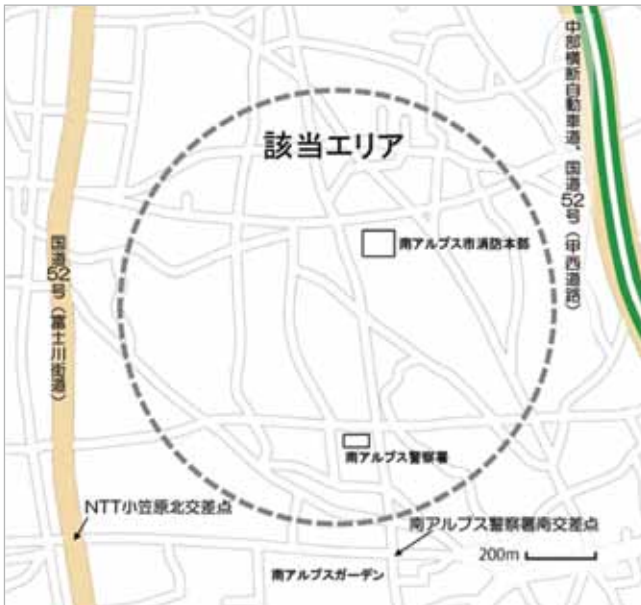 該当エリア
中部横断自動車道、国道52号(甲西道路)
南アルプス市消防本部
国道52号(富士川街道)
南アルプス警察署
NTT小笠原北交差点
南アルプス警察署南交差点
200m
南アルプスガーデン